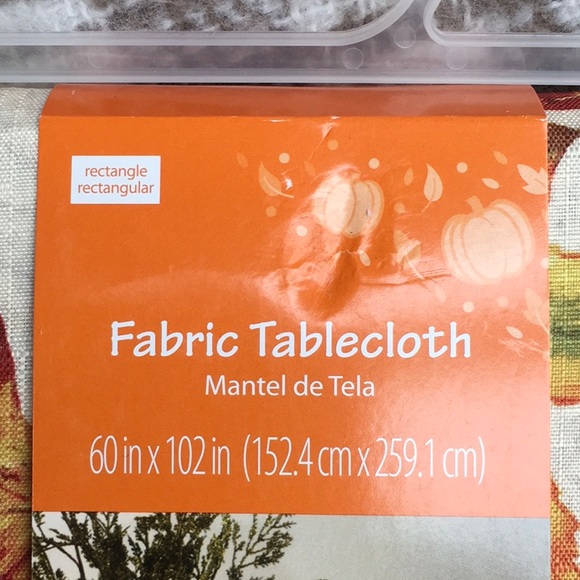 rectangle
rectangular
Fabric Tablecloth
Mantel de Tela
60 in x 102 in (152.4 cm x 259.1 cm)